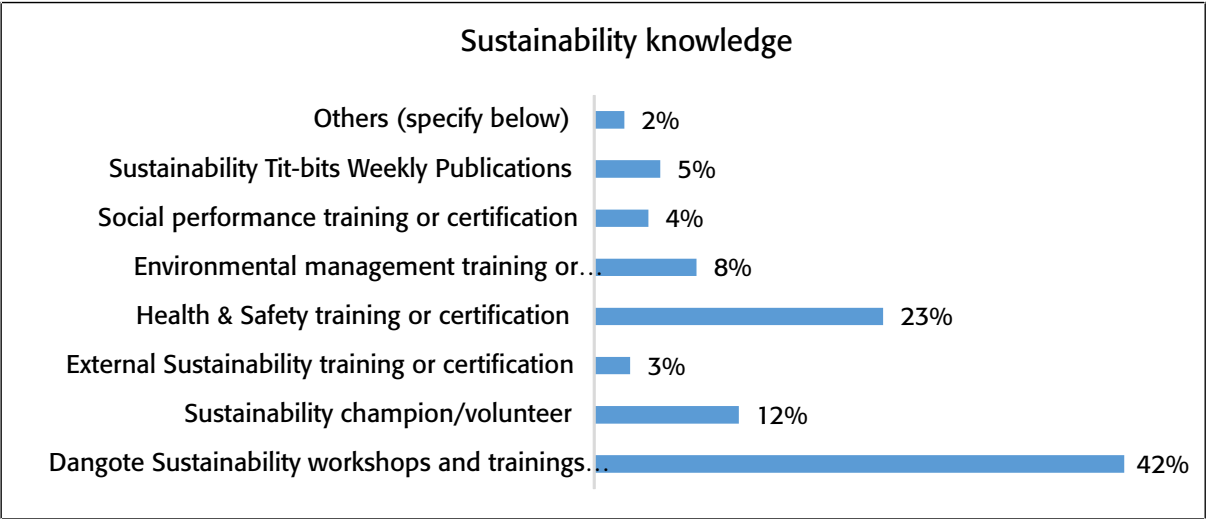 Sustainability knowledge
Others (specify below) 2%
Sustainability Tit-bits Weekly Publications 5%
Social performance training or certification 4%
Environmental management training or… 8%
Health & Safety training or certification 23%
External Sustainability training or certification 3%
Sustainability champion/volunteer 12%
Dangote Sustainability workshops and trainings… 42%